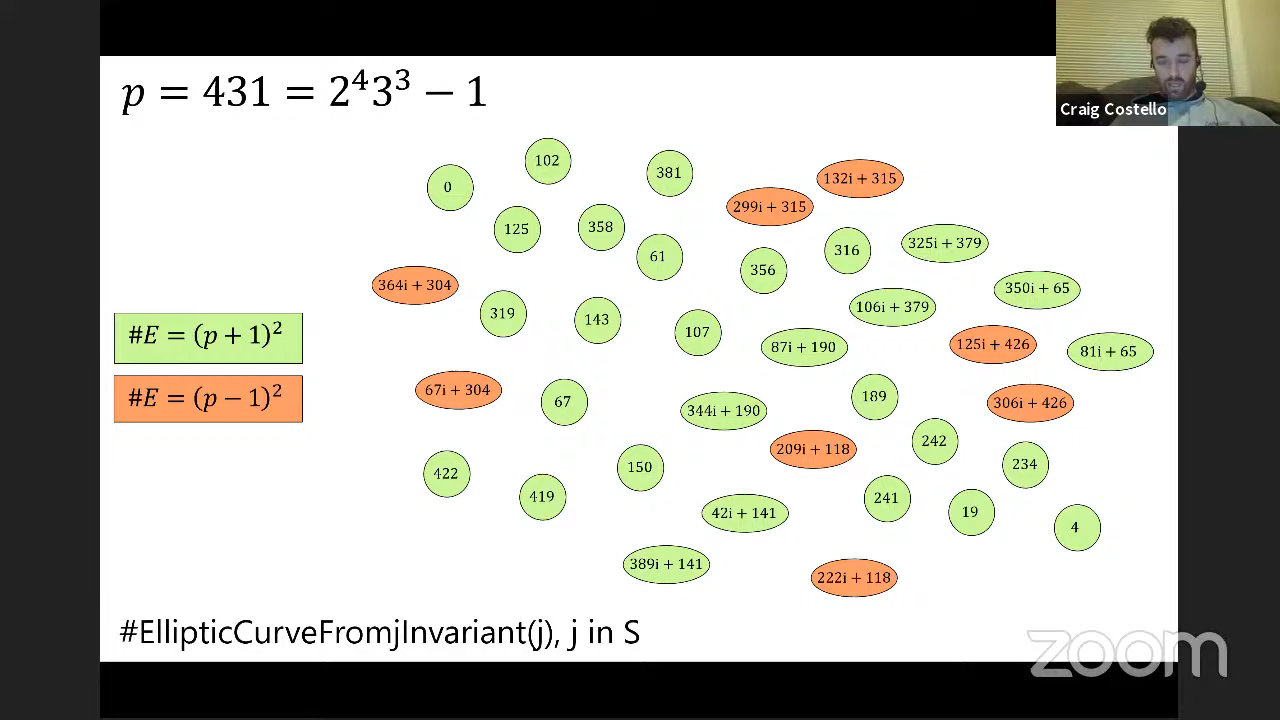 p = 431 = 2⁴3³ − 1
Craig Costello
102
381
132i + 315
0
299i + 315
125
358
316
325i + 379
61
356
364i + 304
350i + 65
106i + 379
319
143
107
#E = (p + 1)²
87i + 190
125i + 426
81i + 65
67i + 304
#E = (p − 1)²
67
344i + 190
189
306i + 426
209i + 118
242
422
150
234
419
241
42i + 141
19
4
389i + 141
222i + 118
#EllipticCurveFromjInvariant(j), j in S
zoom